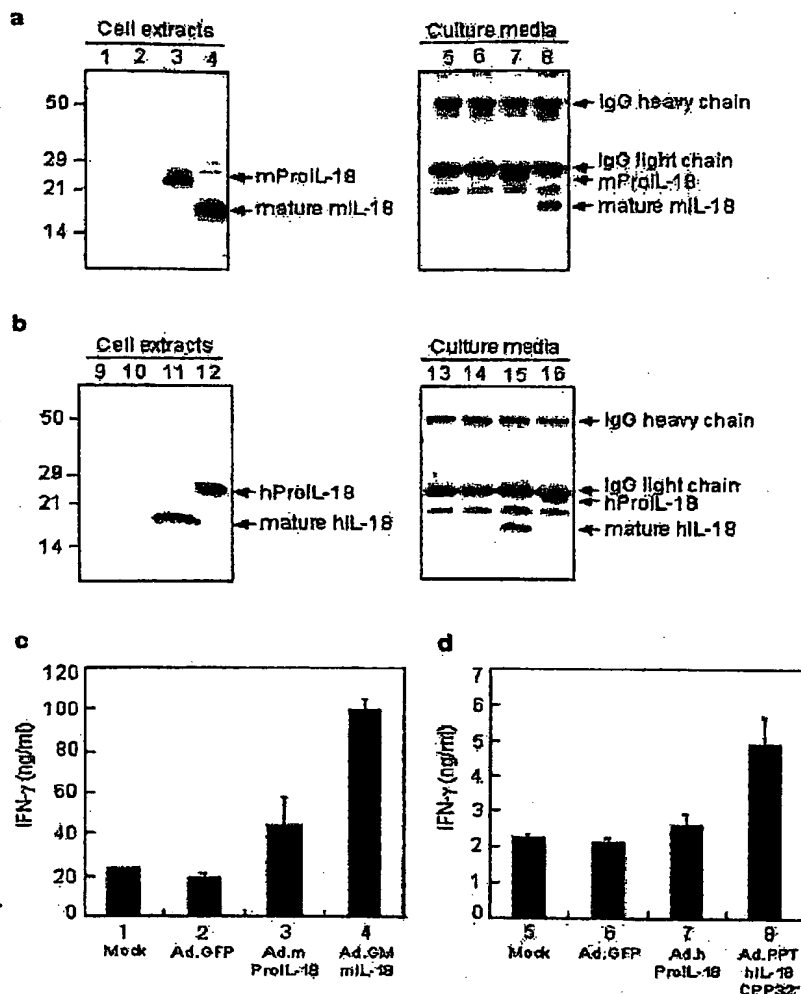 a
Cell extracts
1 2 3 4
50
29
21
14
mProIL-18
mature mIL-18
Culture media
5 6 7 8
IgG heavy chain
IgG light chain
mProIL-18
mature mIL-18
b
Cell extracts
9 10 11 12
50
29
21
14
hProIL-18
mature hIL-18
Culture media
13 14 15 16
IgG heavy chain
IgG light chain
hProIL-18
mature hIL-18
c
IFN-γ (ng/ml)
120
100
80
60
40
20
0
1 2 3 4
Mock Ad.GFP Ad.m ProIL-18 Ad.GM mIL-18
d
IFN-γ (ng/ml)
7
6
5
4
3
2
1
0
5 6 7 8
Mock Ad.GFP Ad.h ProIL-18 Ad.PPT hIL-18 CPP32